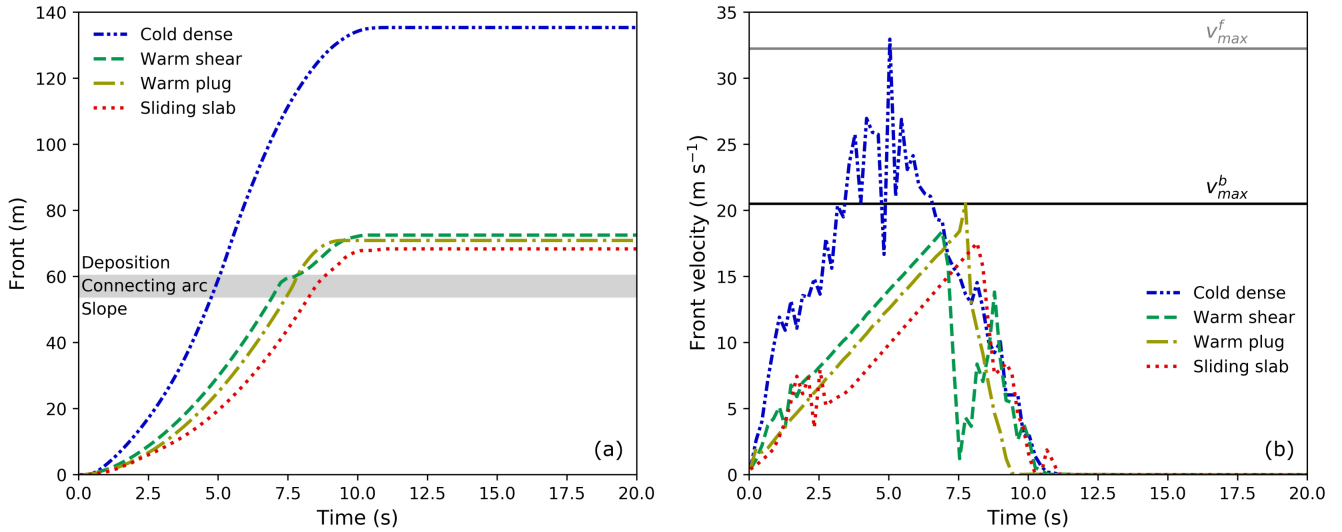 140
120
100
80
60
40
20
0
Front (m)
Cold dense
Warm shear
Warm plug
Sliding slab
Deposition
Connecting arc
Slope
(a)
0.0 2.5 5.0 7.5 10.0 12.5 15.0 17.5 20.0
Time (s)
35
30
25
20
15
10
5
0
Front velocity (m s⁻¹)
v_{max}^{f}
v_{max}^{b}
Cold dense
Warm shear
Warm plug
Sliding slab
(b)
0.0 2.5 5.0 7.5 10.0 12.5 15.0 17.5 20.0
Time (s)